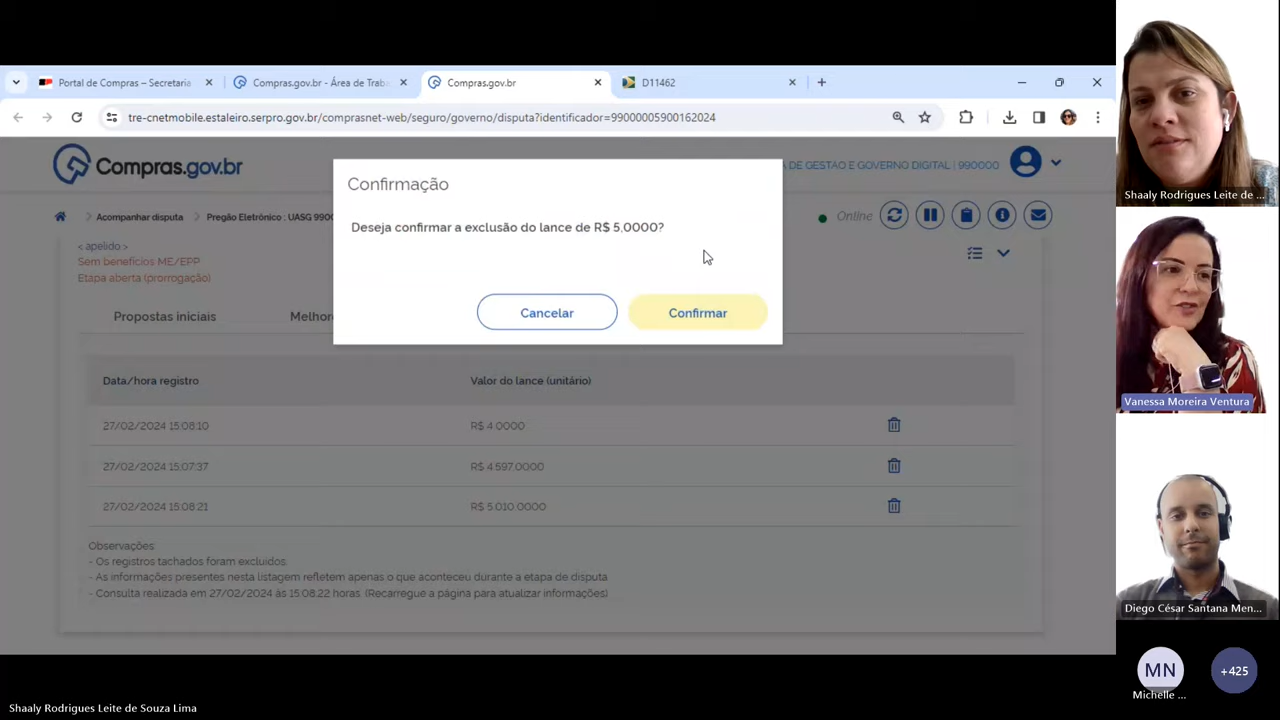 Portal de Compras – Secretaria
Compras.gov.br - Área de Trab
Compras.gov.br
D11462
tre-cnetmobile.estaleiro.serpro.gov.br/comprasnet-web/seguro/governo/disputa?identificador=99000005900162024
Compras.gov.br
A DE GESTÃO E GOVERNO DIGITAL | 990000
Acompanhar disputa
Pregão Eletrônico : UASG 9900
Online
Confirmação
Deseja confirmar a exclusão do lance de R$ 5,0000?
Cancelar
Confirmar
< apelido >
Sem benefícios ME/EPP
Etapa aberta (prorrogação)
Propostas iniciais
Melhor
Data/hora registro
Valor do lance (unitário)
27/02/2024 15:08:10
R$ 4,0000
27/02/2024 15:07:37
R$ 4.597,0000
27/02/2024 15:08:21
R$ 5.010,0000
Observações:
- Os registros tachados foram excluidos.
- As informações presentes nesta listagem refletem apenas o que aconteceu durante a etapa de disputa
- Consulta realizada em 27/02/2024 às 15:08:22 horas. (Recarregue a página para atualizar informações)
Shaaly Rodrigues Leite de ...
Vanessa Moreira Ventura
Diego César Santana Men...
MN
+425
Michelle ...
Shaaly Rodrigues Leite de Souza Lima